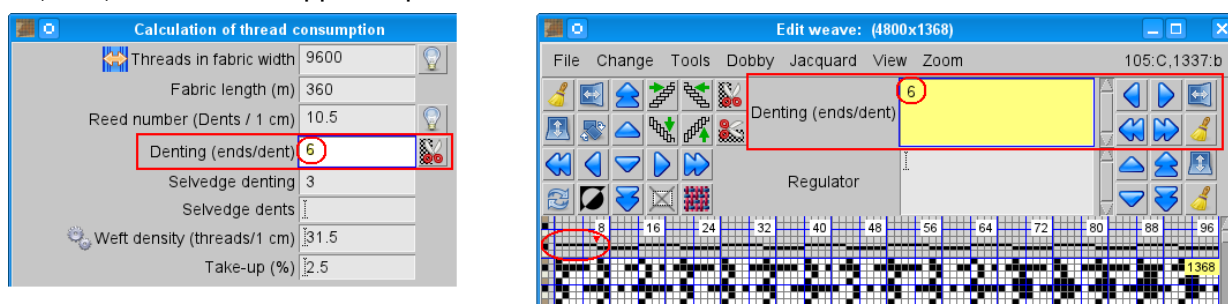 Calculation of thread consumption
Threads in fabric width 9600
Fabric length (m) 360
Reed number (Dents / 1 cm) 10.5
Denting (ends/dent) 6
Selvedge denting 3
Selvedge dents
Weft density (threads/1 cm) 31.5
Take-up (%) 2.5
Edit weave: (4800x1368)
File Change Tools Dobby Jacquard View Zoom 105:C,1337:b
Denting (ends/dent) 6
Regulator
8 16 24 32 40 48 56 64 72 80 88 96
1368